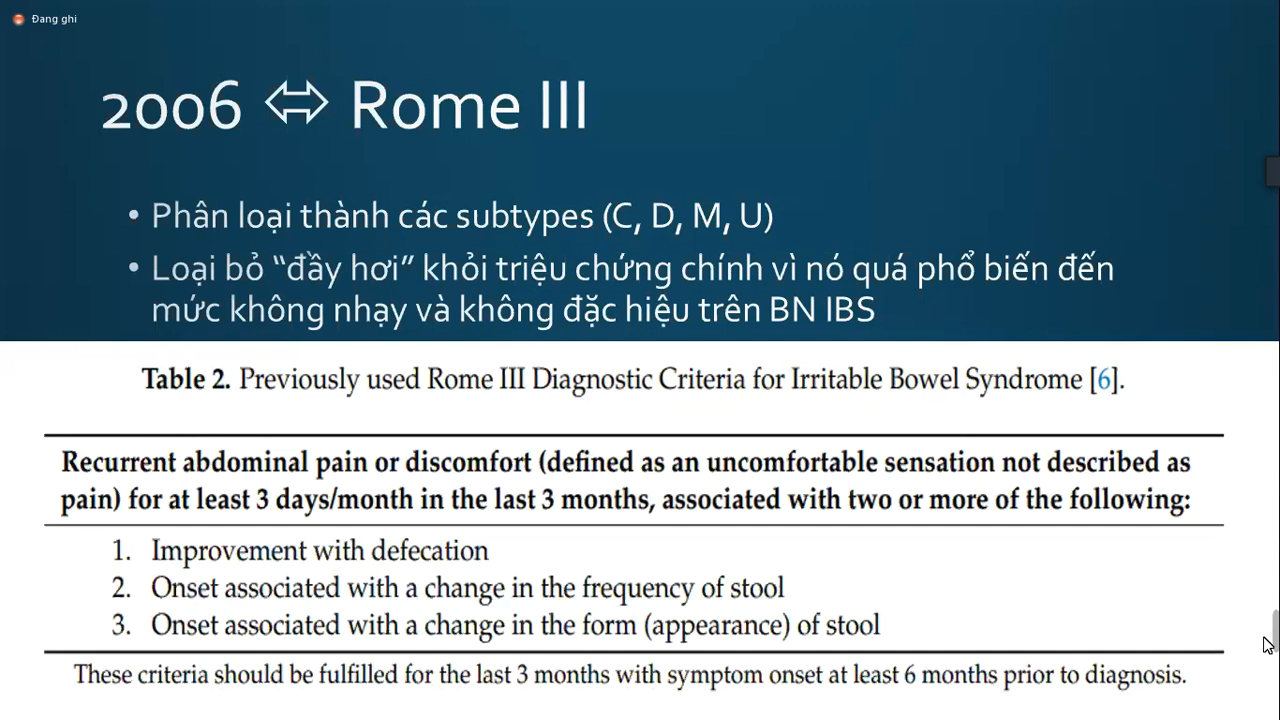 Đang ghi
2006 ⇔ Rome III
• Phân loại thành các subtypes (C, D, M, U)
• Loại bỏ “đầy hơi” khỏi triệu chứng chính vì nó quá phổ biến đến
mức không nhạy và không đặc hiệu trên BN IBS
Table 2. Previously used Rome III Diagnostic Criteria for Irritable Bowel Syndrome [6].
Recurrent abdominal pain or discomfort (defined as an uncomfortable sensation not described as
pain) for at least 3 days/month in the last 3 months, associated with two or more of the following:
1. Improvement with defecation
2. Onset associated with a change in the frequency of stool
3. Onset associated with a change in the form (appearance) of stool
These criteria should be fulfilled for the last 3 months with symptom onset at least 6 months prior to diagnosis.